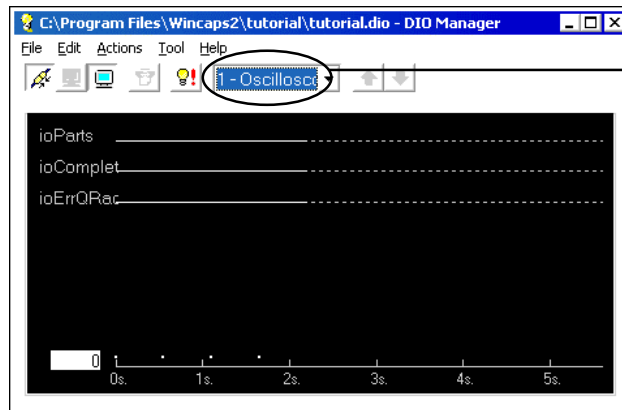 C:\Program Files\Wincaps2\tutorial\tutorial.dio - DIO Manager
File Edit Actions Tool Help
1 - Oscillosco
ioParts
ioComplet
ioErrQRac
0
0s. 1s. 2s. 3s. 4s. 5s.